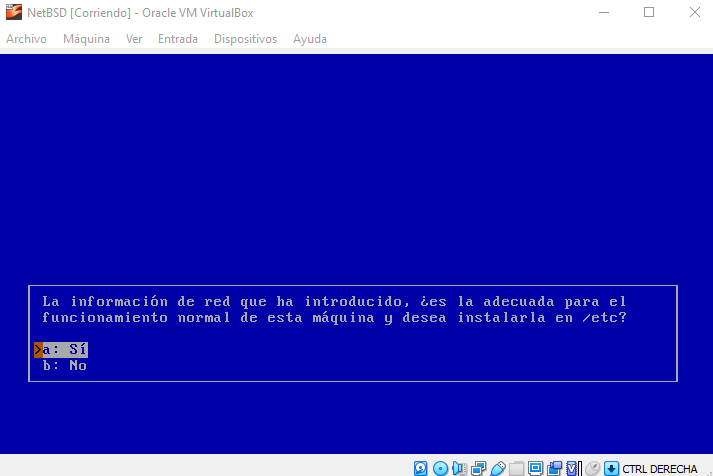 NetBSD [Corriendo] - Oracle VM VirtualBox
Archivo Máquina Ver Entrada Dispositivos Ayuda
La información de red que ha introducido, ¿es la adecuada para el
funcionamiento normal de esta máquina y desea instalarla en /etc?
>a: Sí
b: No
CTRL DERECHA